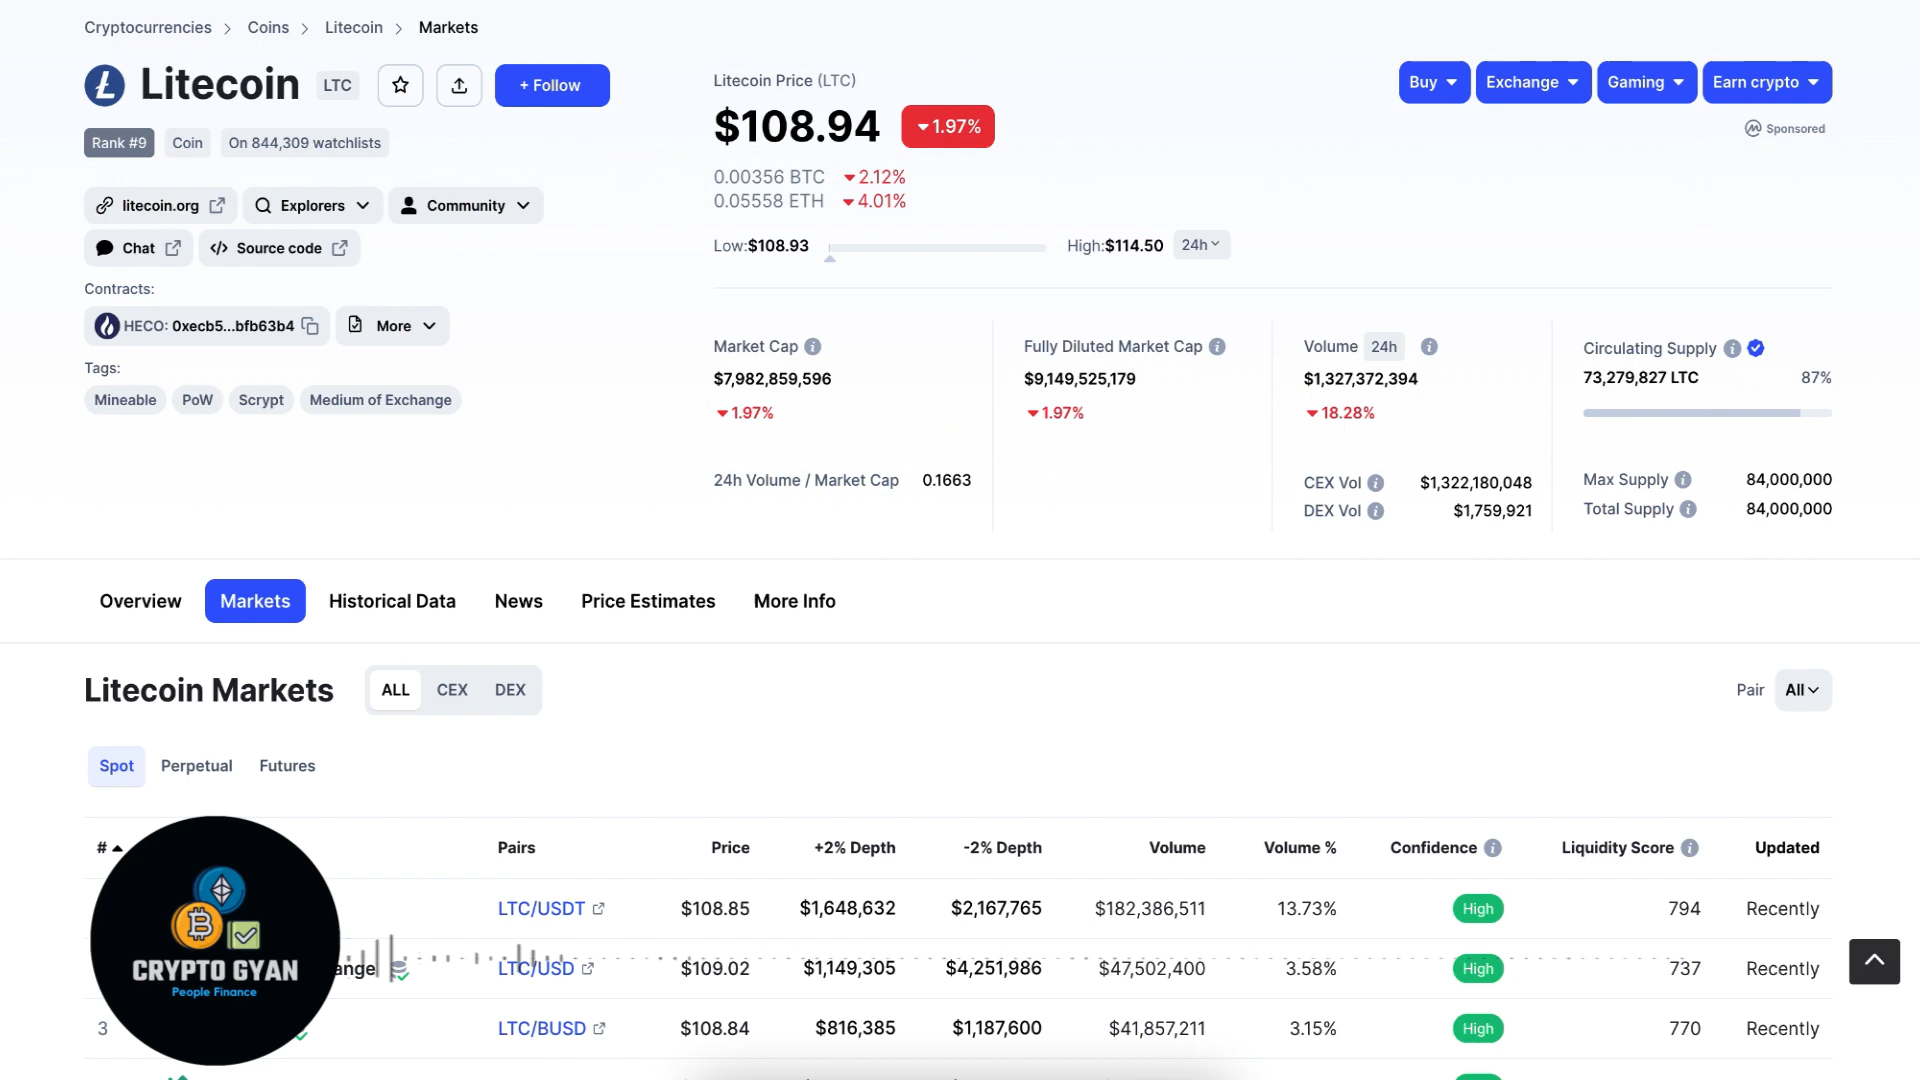 Cryptocurrencies Coins Litecoin Markets
Litecoin LTC + Follow
Rank #9 Coin On 844,309 watchlists
litecoin.org Explorers Community
Chat Source code
Contracts:
HECO: 0xecb5...bfb63b4 More
Tags:
Mineable PoW Scrypt Medium of Exchange
Litecoin Price (LTC)
$108.94 1.97%
0.00356 BTC 2.12%
0.05558 ETH 4.01%
Low:$108.93 High:$114.50 24h
Buy Exchange Gaming Earn crypto
Sponsored
Market Cap
$7,982,859,596
1.97%
24h Volume / Market Cap 0.1663
Fully Diluted Market Cap
$9,149,525,179
1.97%
Volume 24h
$1,327,372,394
18.28%
CEX Vol $1,322,180,048
DEX Vol $1,759,921
Circulating Supply
73,279,827 LTC 87%
Max Supply 84,000,000
Total Supply 84,000,000
Overview Markets Historical Data News Price Estimates More Info
Litecoin Markets ALL CEX DEX Pair All
Spot Perpetual Futures
# Pairs Price +2% Depth -2% Depth Volume Volume % Confidence Liquidity Score Updated
LTC/USDT $108.85 $1,648,632 $2,167,765 $182,386,511 13.73% High 794 Recently
ange LTC/USD $109.02 $1,149,305 $4,251,986 $47,502,400 3.58% High 737 Recently
3 LTC/BUSD $108.84 $816,385 $1,187,600 $41,857,211 3.15% High 770 Recently
CRYPTO GYAN
People Finance